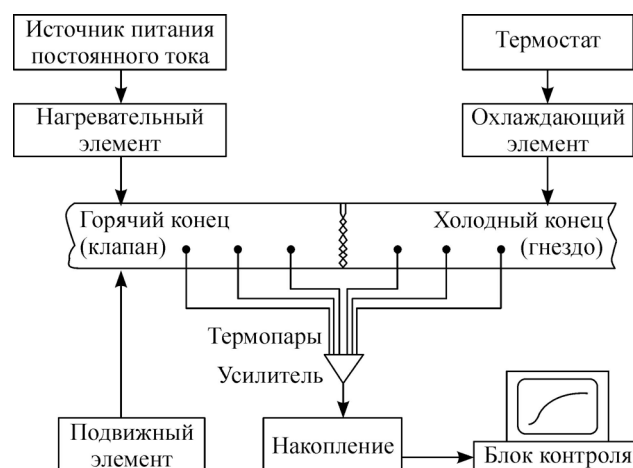 Источник питания
постоянного тока
Термостат
Нагревательный
элемент
Охлаждающий
элемент
Горячий конец
(клапан)
Холодный конец
(гнездо)
Термопары
Усилитель
Подвижный
элемент
Накопление
Блок контроля